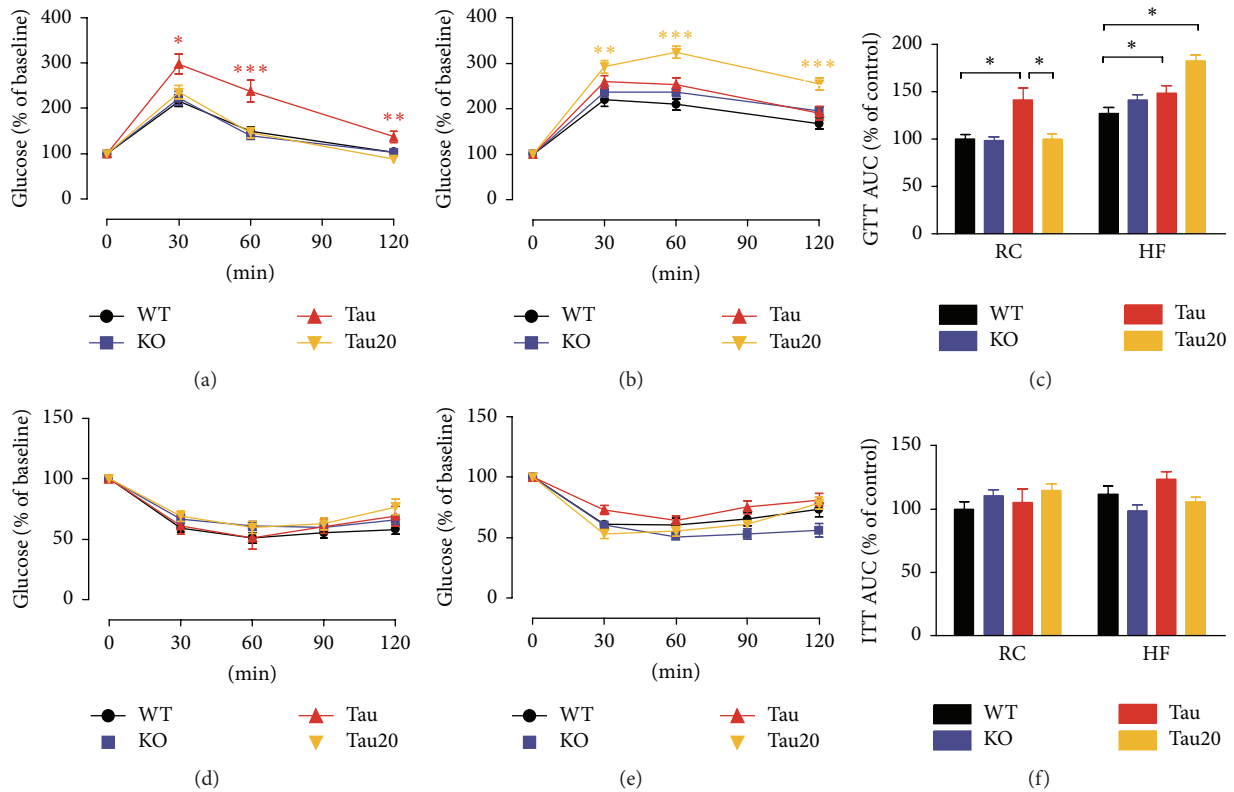 400
300
200
100
0
Glucose (% of baseline)
*
***
**
0 30 60 90 120
(min)
WT
KO
Tau
Tau20
(a)
400
300
200
100
0
Glucose (% of baseline)
**
***
***
0 30 60 90 120
(min)
WT
KO
Tau
Tau20
(b)
200
150
100
50
0
GTT AUC (% of control)
*
*
*
*
RC HF
WT
KO
Tau
Tau20
(c)
150
100
50
0
Glucose (% of baseline)
0 30 60 90 120
(min)
WT
KO
Tau
Tau20
(d)
150
100
50
0
Glucose (% of baseline)
0 30 60 90 120
(min)
WT
KO
Tau
Tau20
(e)
150
100
50
0
ITT AUC (% of control)
RC HF
WT
KO
Tau
Tau20
(f)